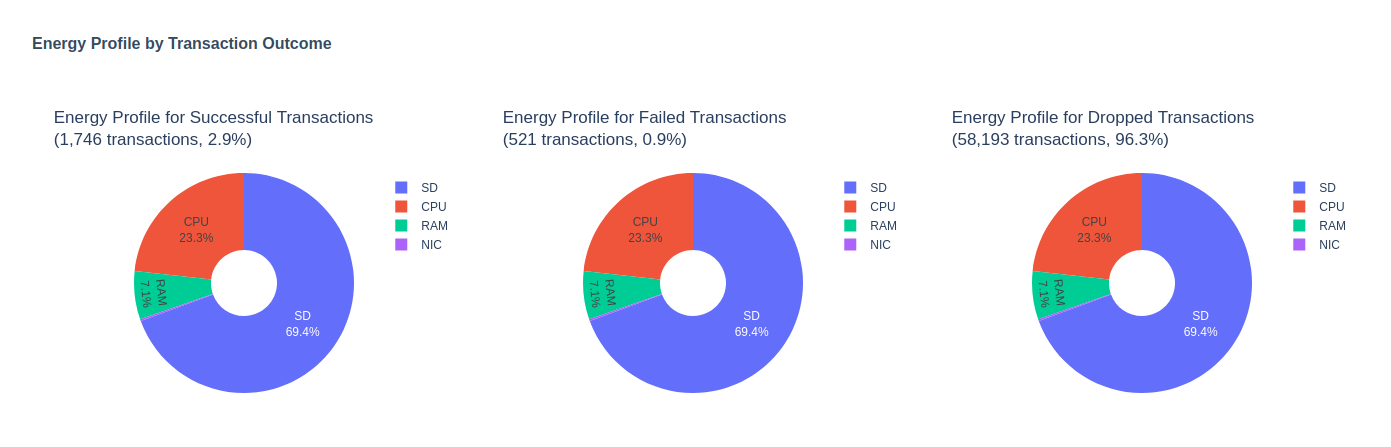 Energy Profile by Transaction Outcome
Energy Profile for Successful Transactions
(1,746 transactions, 2.9%)
SD
CPU
RAM
NIC
CPU
23.3%
RAM
7.1%
SD
69.4%
Energy Profile for Failed Transactions
(521 transactions, 0.9%)
SD
CPU
RAM
NIC
CPU
23.3%
RAM
7.1%
SD
69.4%
Energy Profile for Dropped Transactions
(58,193 transactions, 96.3%)
SD
CPU
RAM
NIC
CPU
23.3%
RAM
7.1%
SD
69.4%